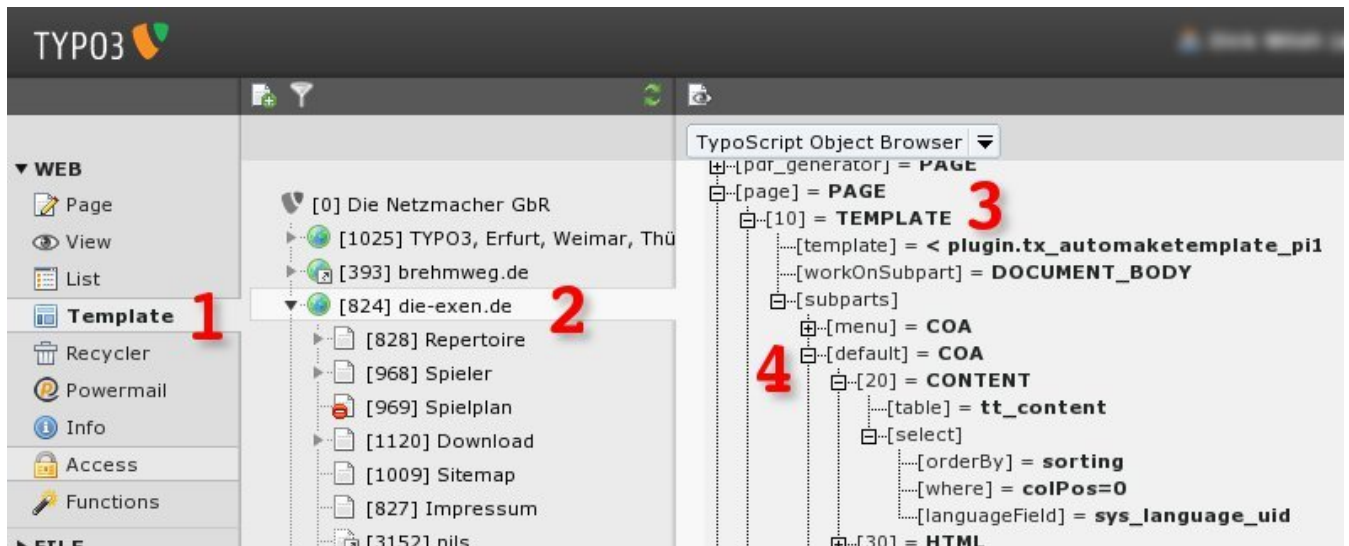 TYPO3
TypoScript Object Browser
WEB
Page
View
List
Template
Recycler
Powermail
Info
Access
Functions
FILE
1
[0] Die Netzmacher GbR
[1025] TYPO3, Erfurt, Weimar, Thü
[393] brehmweg.de
[824] die-exen.de
[828] Repertoire
[968] Spieler
[969] Spielplan
[1120] Download
[1009] Sitemap
[827] Impressum
[3152] nils
2
[pdf_generator] = PAGE
[page] = PAGE
[10] = TEMPLATE
[template] = < plugin.tx_automaketemplate_pi1
[workOnSubpart] = DOCUMENT_BODY
[subparts]
[menu] = COA
[default] = COA
[20] = CONTENT
[table] = tt_content
[select]
[orderBy] = sorting
[where] = colPos=0
[languageField] = sys_language_uid
[30] = HTML
3
4